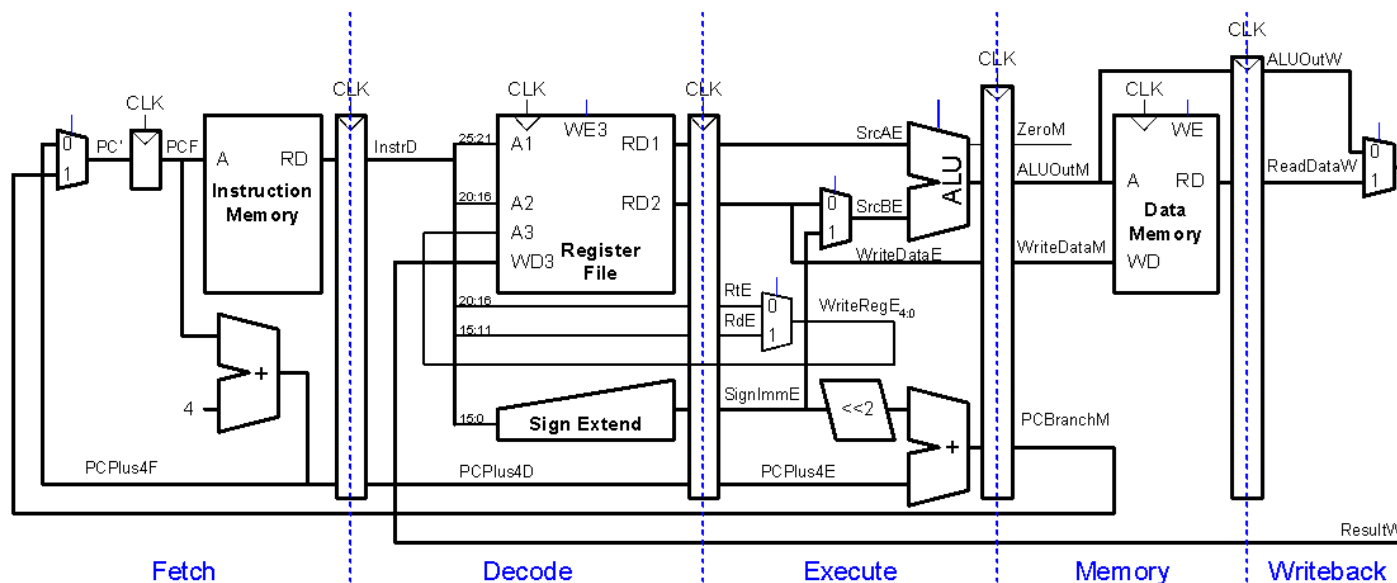 CLK
CLK
ALUOutW
CLK
CLK
CLK
CLK
CLK
CLK
0
1
PC'
PCF
A
RD
Instruction
Memory
InstrD
25:21
A1
WE3
RD1
20:16
A2
RD2
A3
WD3
Register
File
SrcAE
ALU
0
1
SrcBE
WriteDataE
ZeroM
ALUOutM
WriteDataM
WE
A
RD
Data
Memory
WD
0
1
ReadDataW
20:16
RtE
0
15:11
RdE
1
WriteRegE4:0
4
+
15:0
Sign Extend
SignImmE
<<2
+
PCBranchM
PCPlus4F
PCPlus4D
PCPlus4E
ResultW
Fetch
Decode
Execute
Memory
Writeback